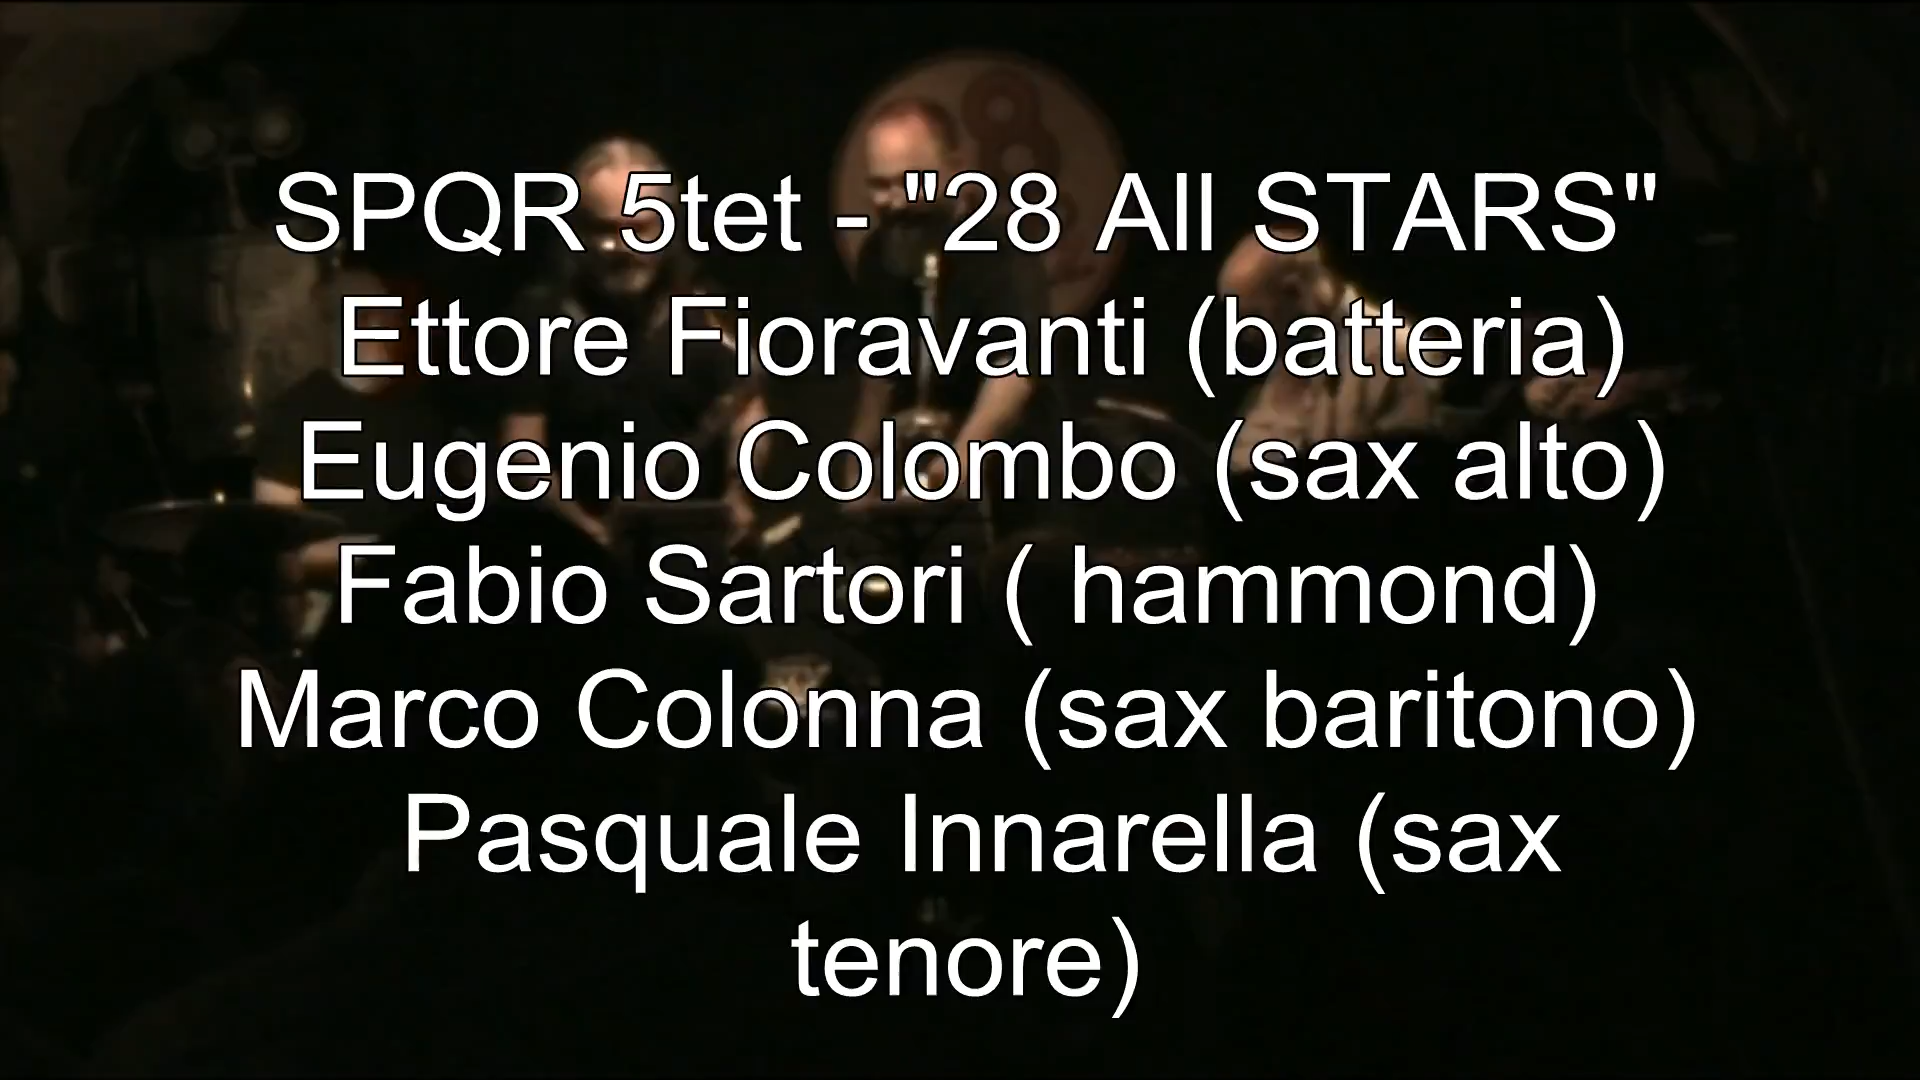 SPQR 5tet - "28 All STARS"
Ettore Fioravanti (batteria)
Eugenio Colombo (sax alto)
Fabio Sartori ( hammond)
Marco Colonna (sax baritono)
Pasquale Innarella (sax
tenore)